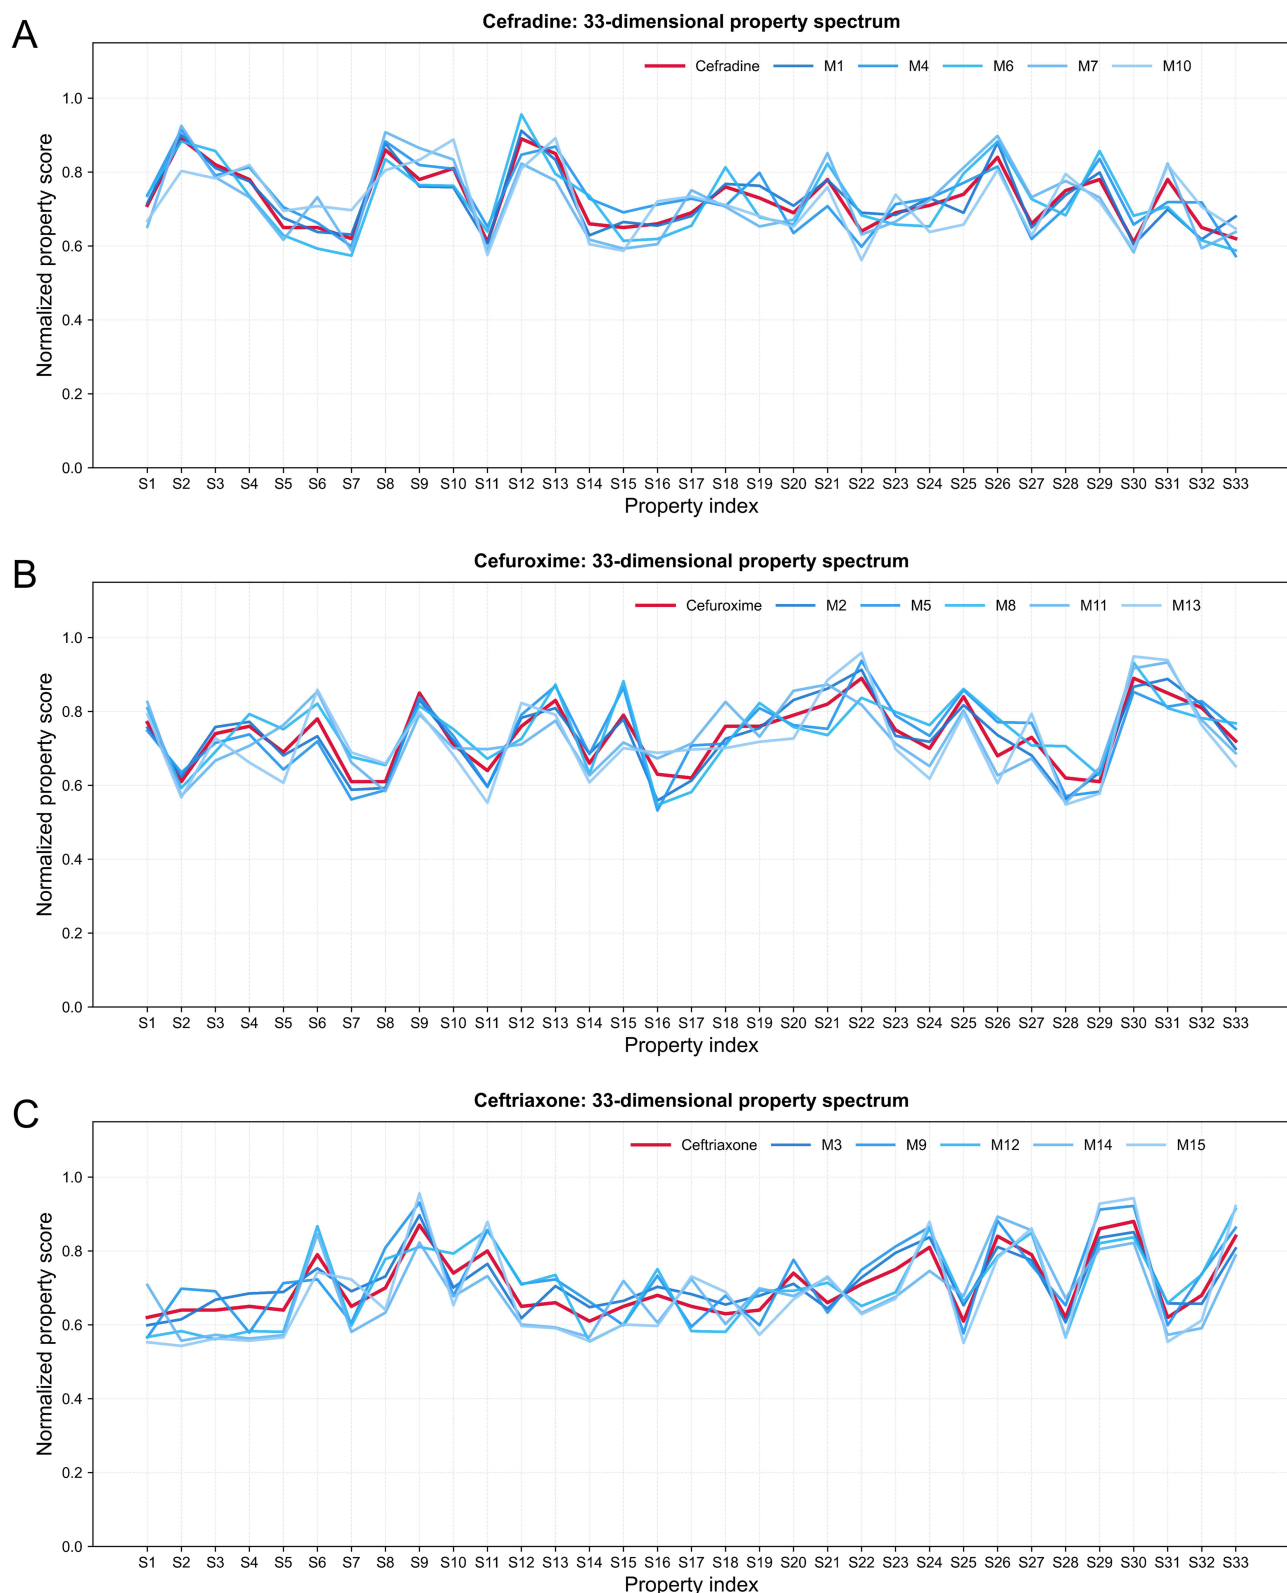 A
Cefradine: 33-dimensional property spectrum
Cefradine M1 M4 M6 M7 M10
Normalized property score
1.0
0.8
0.6
0.4
0.2
0.0
S1 S2 S3 S4 S5 S6 S7 S8 S9 S10 S11 S12 S13 S14 S15 S16 S17 S18 S19 S20 S21 S22 S23 S24 S25 S26 S27 S28 S29 S30 S31 S32 S33
Property index
B
Cefuroxime: 33-dimensional property spectrum
Cefuroxime M2 M5 M8 M11 M13
Normalized property score
1.0
0.8
0.6
0.4
0.2
0.0
S1 S2 S3 S4 S5 S6 S7 S8 S9 S10 S11 S12 S13 S14 S15 S16 S17 S18 S19 S20 S21 S22 S23 S24 S25 S26 S27 S28 S29 S30 S31 S32 S33
Property index
C
Ceftriaxone: 33-dimensional property spectrum
Ceftriaxone M3 M9 M12 M14 M15
Normalized property score
1.0
0.8
0.6
0.4
0.2
0.0
S1 S2 S3 S4 S5 S6 S7 S8 S9 S10 S11 S12 S13 S14 S15 S16 S17 S18 S19 S20 S21 S22 S23 S24 S25 S26 S27 S28 S29 S30 S31 S32 S33
Property index